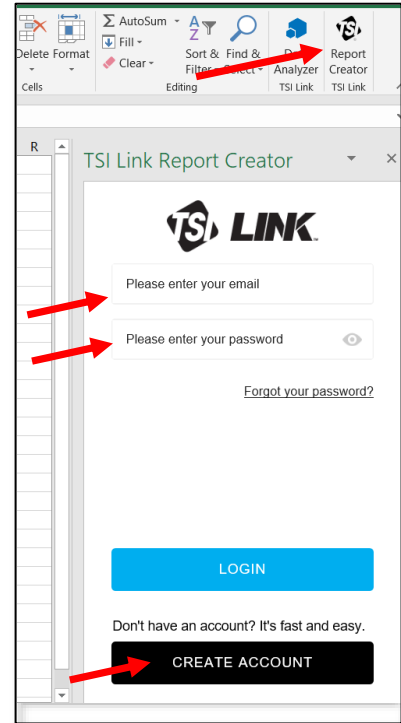 AutoSum
Fill
Clear
Delete Format
Sort & Find &
Filter Select
Analyzer
Report
Creator
Cells
Editing
TSI Link
TSI Link
R
TSI Link Report Creator
TSI LINK
Please enter your email
Please enter your password
Forgot your password?
LOGIN
Don't have an account? It's fast and easy.
CREATE ACCOUNT